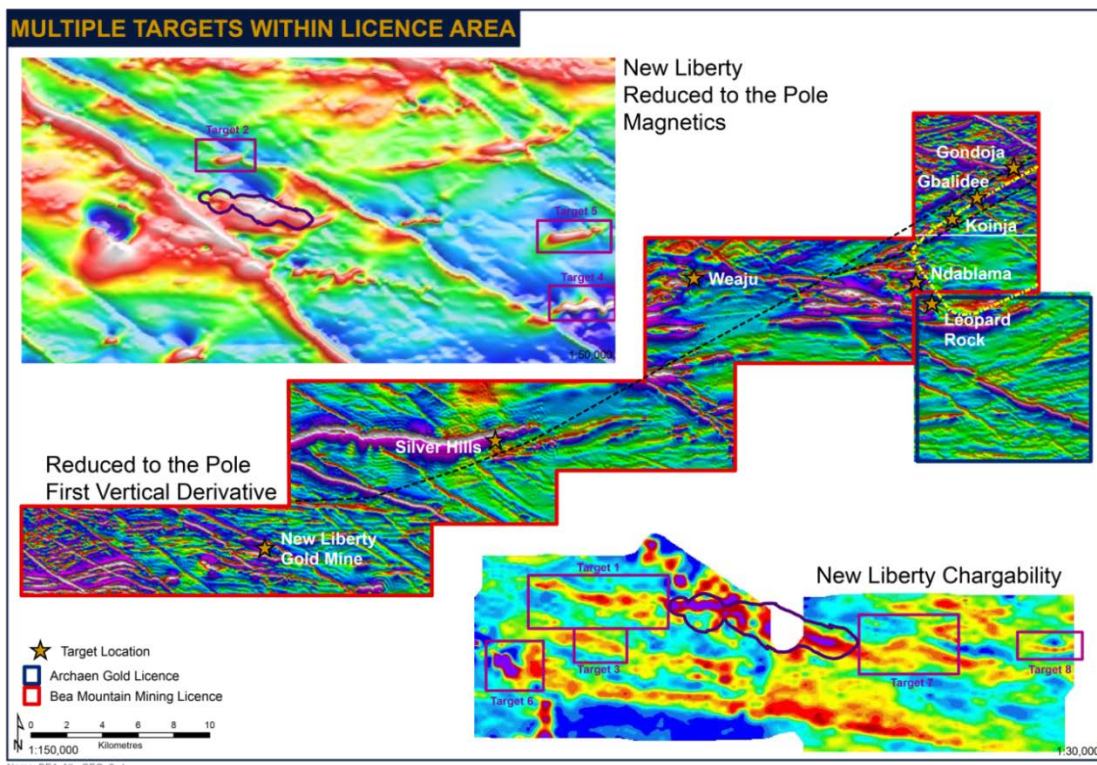 MULTIPLE TARGETS WITHIN LICENCE AREA
New Liberty
Reduced to the Pole
Magnetics
Target 2
Target 5
Target 4
1:50,000
Gondoja
Gbalidee
Koinja
Ndablama
Leopard
Rock
Weaju
Silver Hills
Reduced to the Pole
First Vertical Derivative
New Liberty
Gold Mine
New Liberty Chargability
Target 1
Target 3
Target 6
Target 7
Target 8
1:30,000
Target Location
Archaen Gold Licence
Bea Mountain Mining Licence
N
0 2 4 6 8 10
Kilometres
1:150,000